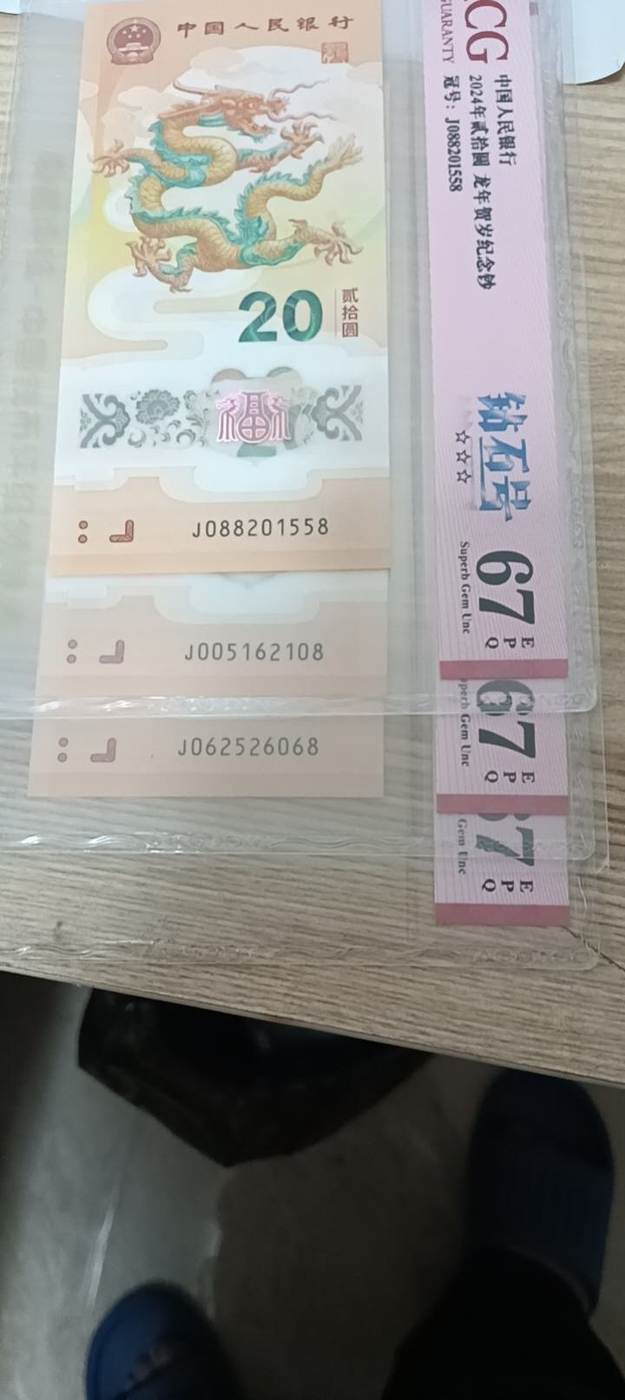 中国人民银行
20
贰拾圆
福
J088201558
J005162108
J062526068
CG
GUARANTY
中国人民银行
2024年贰拾圆 龙年贺岁纪念钞
冠号：J088201558
钻石号
☆☆☆
67
EPQ
Superb Gem Unc
67
EPQ
Gem Unc
7
EPQ
Gem Unc